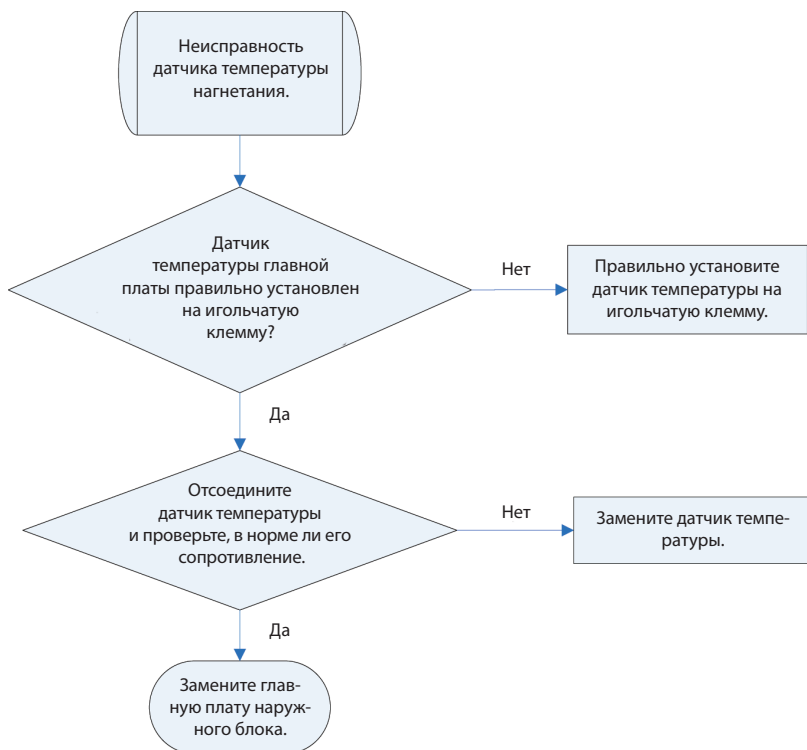 Неисправность
датчика температуры
нагнетания.
Датчик
температуры главной
платы правильно установлен
на игольчатую
клемму?
Нет
Правильно установите
датчик температуры на
игольчатую клемму.
Да
Отсоедините
датчик температуры
и проверьте, в норме ли его
сопротивление.
Нет
Замените датчик темпе-
ратуры.
Да
Замените глав-
ную плату наруж-
ного блока.